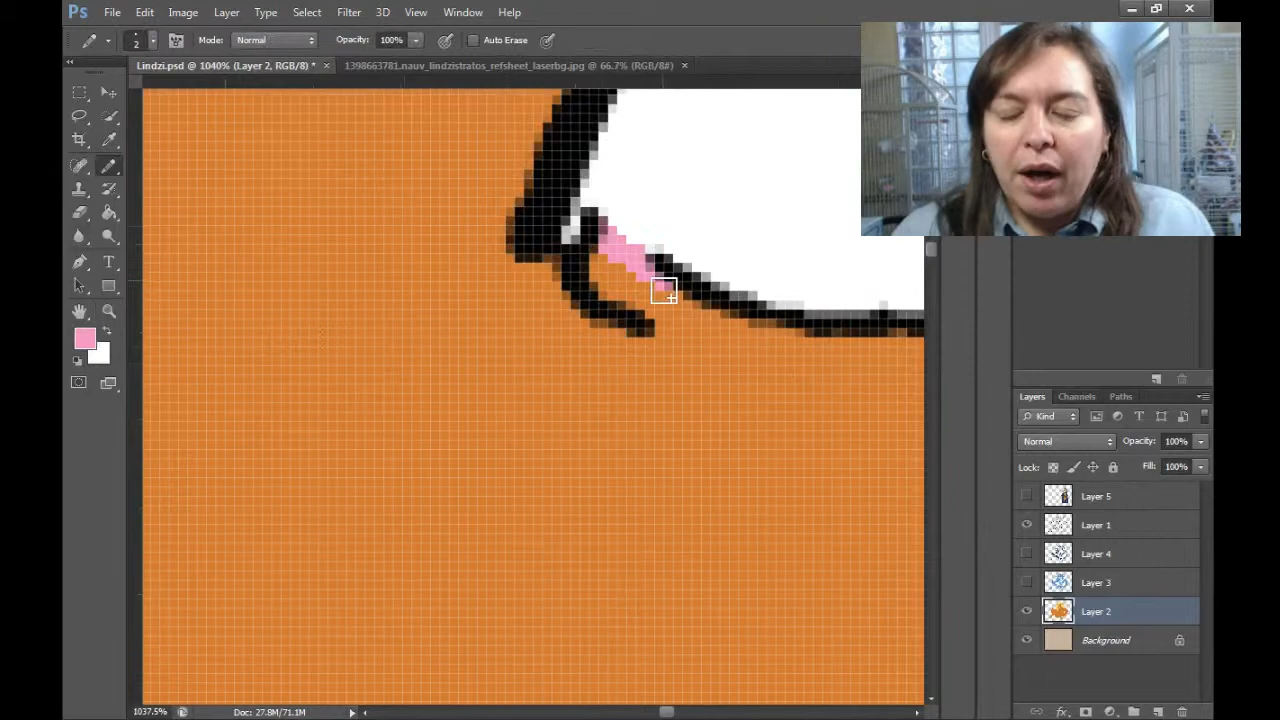 Ps File Edit Image Layer Type Select Filter 3D View Window Help
2 Mode: Normal Opacity: 100% Auto Erase
Lindzi.psd @ 1040% (Layer 2, RGB/8) * × 1398663781.nauv_lindzistratos_refsheet_laserbg.jpg @ 66.7% (RGB/8#) ×
Layers Channels Paths
Kind
Normal Opacity: 100%
Lock: Fill: 100%
Layer 5
Layer 1
Layer 4
Layer 3
Layer 2
Background
1037.5% Doc: 27.8M/71.1M
fx